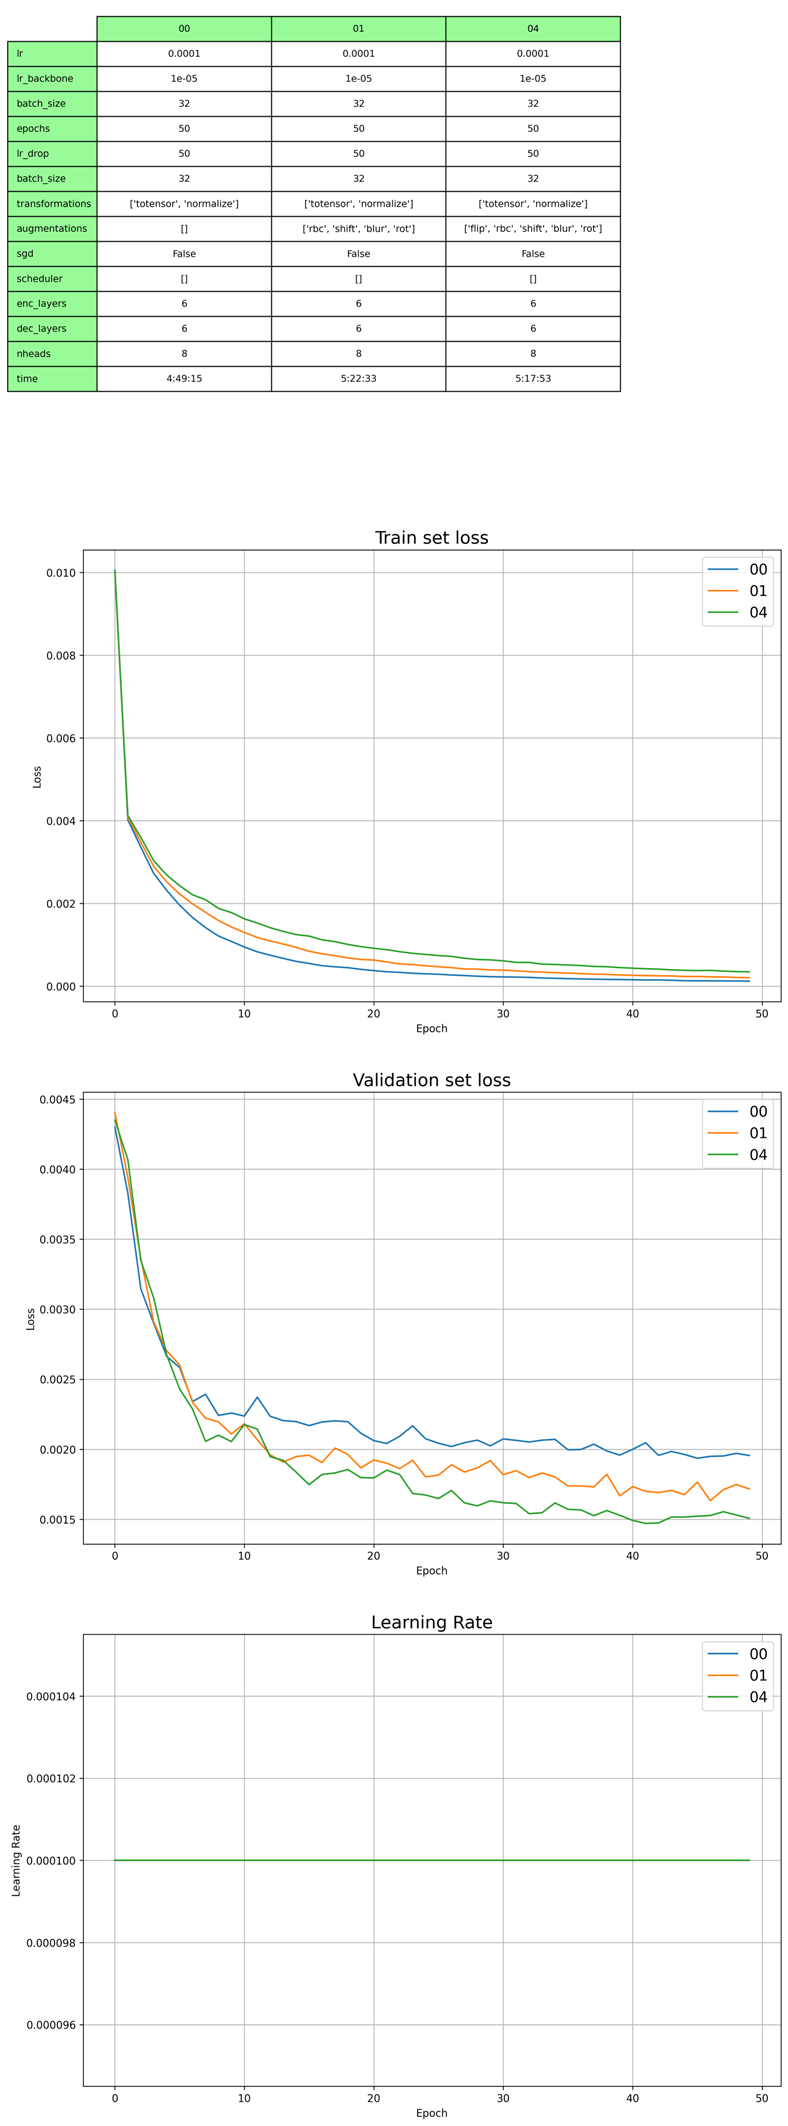 00 01 04
lr 0.0001 0.0001 0.0001
lr_backbone 1e-05 1e-05 1e-05
batch_size 32 32 32
epochs 50 50 50
lr_drop 50 50 50
batch_size 32 32 32
transformations ['totensor', 'normalize'] ['totensor', 'normalize'] ['totensor', 'normalize']
augmentations [] ['rbc', 'shift', 'blur', 'rot'] ['flip', 'rbc', 'shift', 'blur', 'rot']
sgd False False False
scheduler [] [] []
enc_layers 6 6 6
dec_layers 6 6 6
nheads 8 8 8
time 4:49:15 5:22:33 5:17:53
Train set loss
00
01
04
0.010
0.008
0.006
0.004
0.002
0.000
Loss
0 10 20 30 40 50
Epoch
Validation set loss
00
01
04
0.0045
0.0040
0.0035
0.0030
0.0025
0.0020
0.0015
Loss
0 10 20 30 40 50
Epoch
Learning Rate
00
01
04
0.000104
0.000102
0.000100
0.000098
0.000096
Learning Rate
0 10 20 30 40 50
Epoch